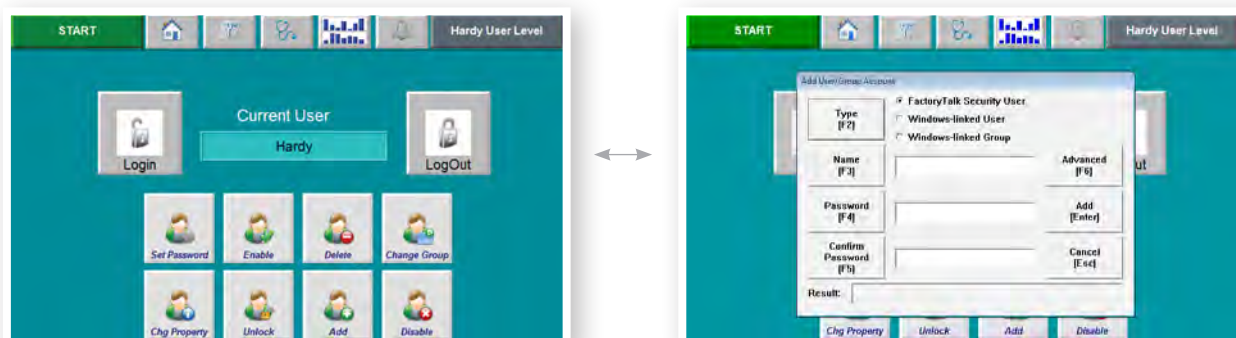 START
Hardy User Level
Current User
Hardy
Login
LogOut
Set Password
Enable
Delete
Change Group
Chg Property
Unlock
Add
Disable
START
Hardy User Level
Add User/Group Account
Type
[F2]
FactoryTalk Security User
Windows-linked User
Windows-linked Group
Name
[F3]
Advanced
[F6]
ut
Password
[F4]
Add
[Enter]
Confirm
Password
[F5]
Cancel
[Esc]
Result:
Chg Property
Unlock
Add
Disable